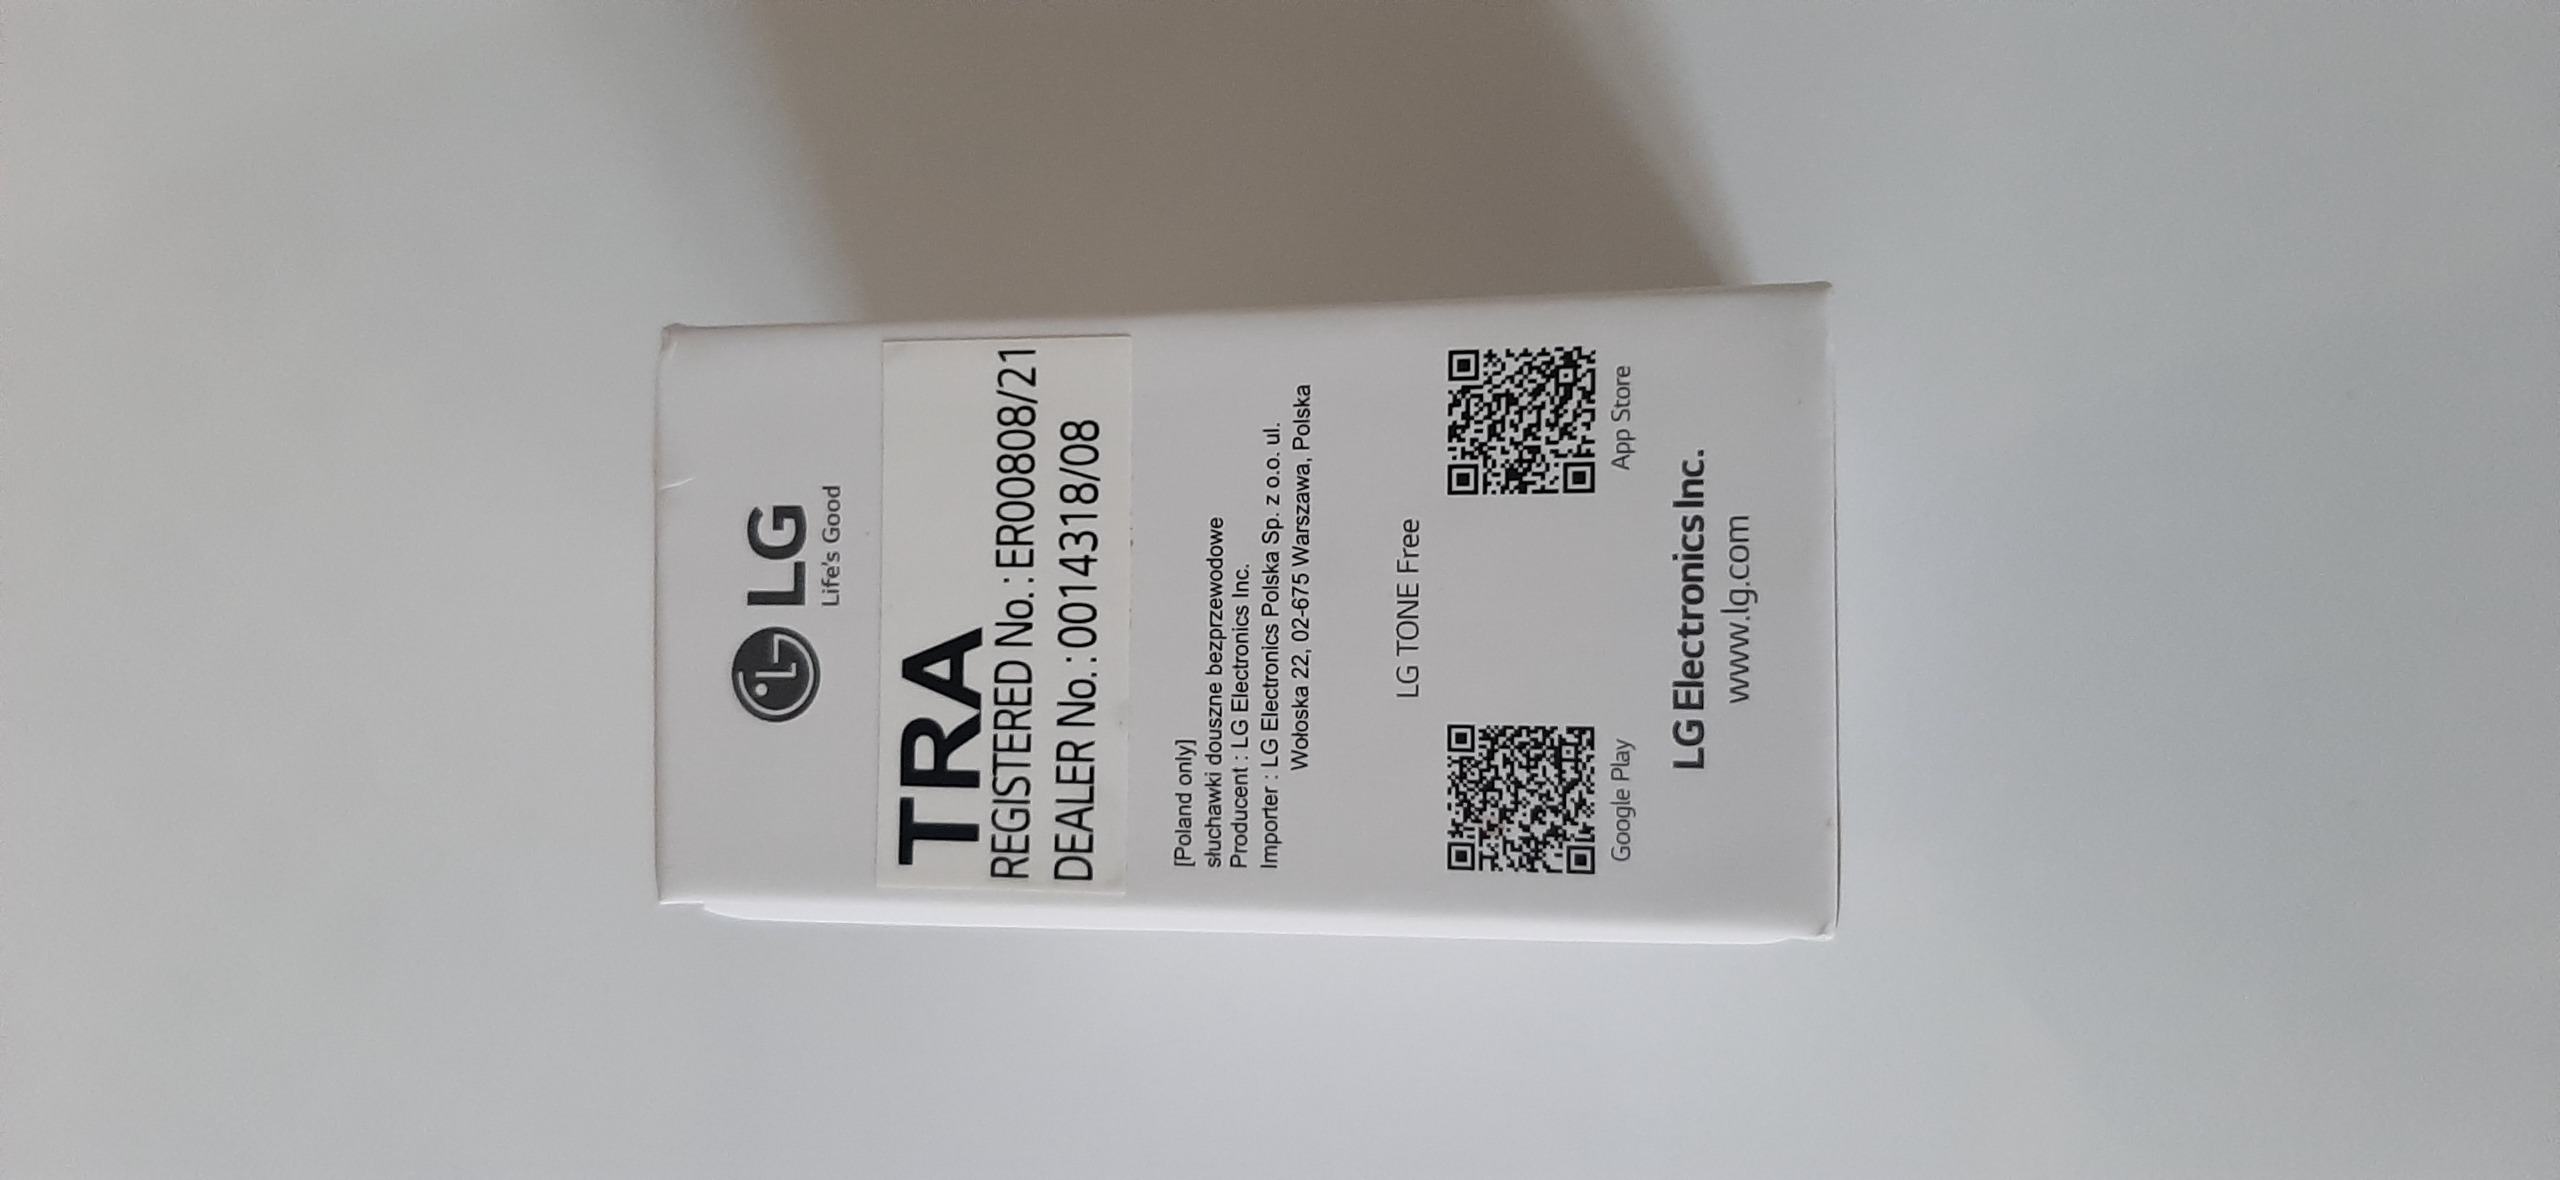 LG
Life's Good
TRA
REGISTERED No. : ER00808/21
DEALER No. : 0014318/08
[Poland only]
słuchawki douszne bezprzewodowe
Producent : LG Electronics Inc.
Importer : LG Electronics Polska Sp. z o.o. ul.
Wołoska 22, 02-675 Warszawa, Polska
LG TONE Free
Google Play
App Store
LG Electronics Inc.
www.lg.com